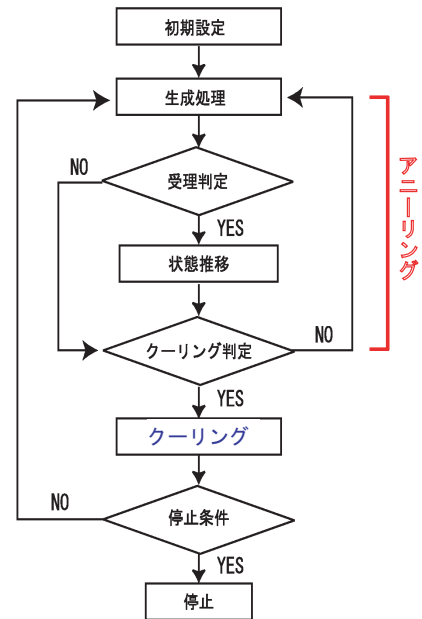 初期設定
生成処理
NO
受理判定
YES
状態推移
アニーリング
クーリング判定
NO
YES
クーリング
NO
停止条件
YES
停止